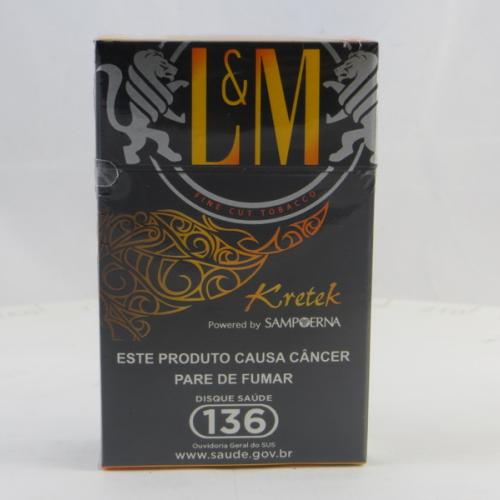 L&M
FINE CUT TOBACCO
Kretek
Powered by SAMPOERNA
ESTE PRODUTO CAUSA CÂNCER
PARE DE FUMAR
DISQUE SAÚDE
136
Ouvidoria Geral do SUS
www.saude.gov.br